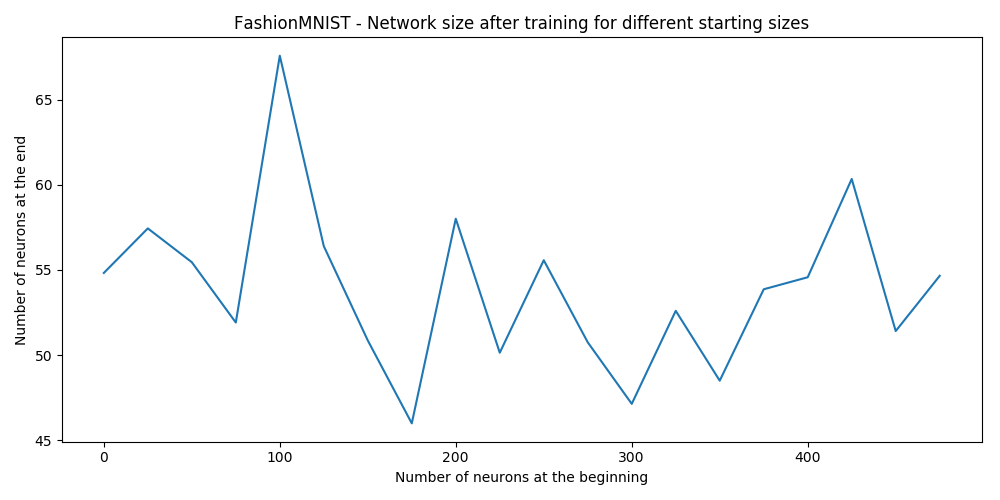 FashionMNIST - Network size after training for different starting sizes
Number of neurons at the end
65
60
55
50
45
0 100 200 300 400
Number of neurons at the beginning